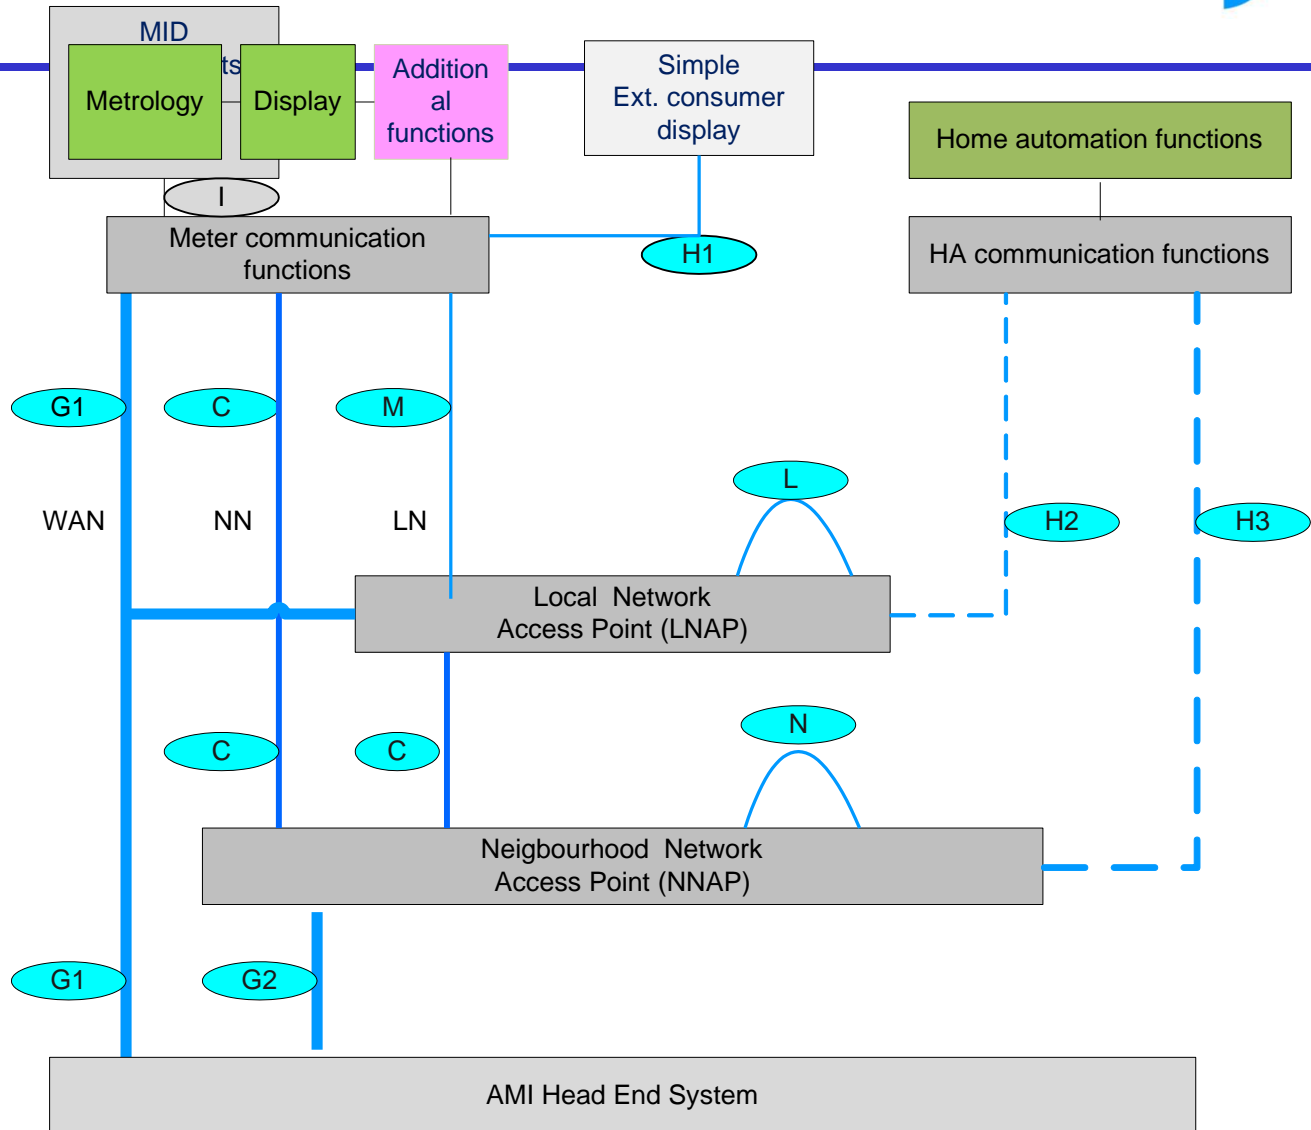 MID
ts
Metrology
Display
Addition
al
functions
Simple
Ext. consumer
display
Home automation functions
I
Meter communication
functions
H1
HA communication functions
G1
C
M
L
WAN
NN
LN
H2
H3
Local Network
Access Point (LNAP)
N
C
C
Neigbourhood Network
Access Point (NNAP)
G1
G2
AMI Head End System